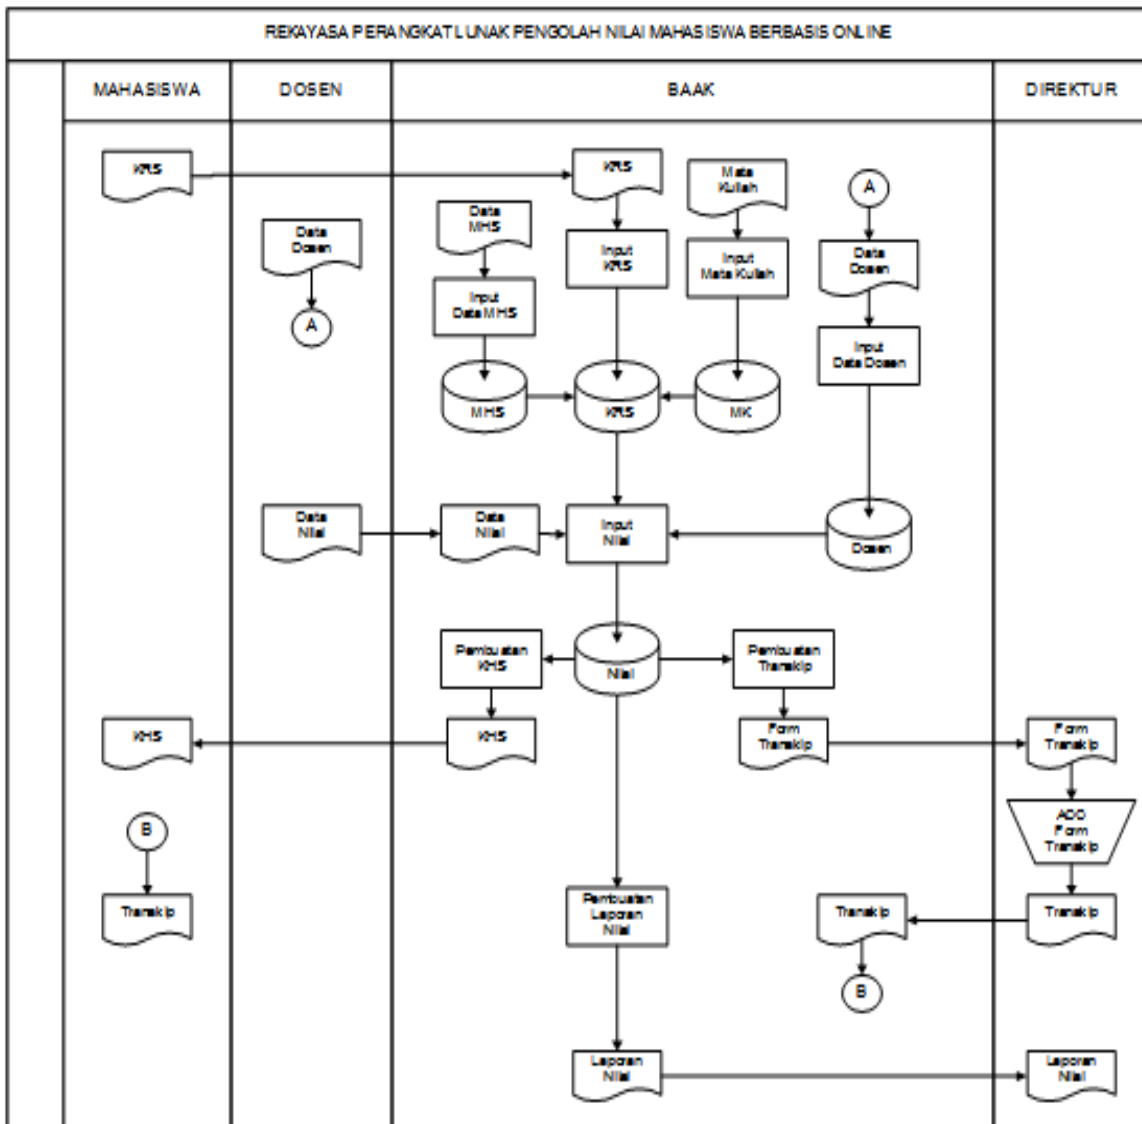 REKAYASA PERANGKAT LUNAK PENGOLAH NILAI MAHASISWA BERBASIS ONLINE
MAHASISWA
DOSEN
BAAK
DIREKTUR
KRS
KRS
Mata
Kuliah
A
Data
MHS
Data
Dosen
Input
KRS
Input
Mata Kuliah
Data
Dosen
Input
Data MHS
A
Input
Data Dosen
MHS
KRS
MK
Data
Nilai
Data
Nilai
Input
Nilai
Dosen
Pembuatan
KHS
Nilai
Pembuatan
Transkip
KHS
KHS
Form
Transkip
Form
Transkip
B
ACC
Form
Transkip
Transkip
Pembuatan
Laporan
Nilai
Transkip
Transkip
B
Laporan
Nilai
Laporan
Nilai